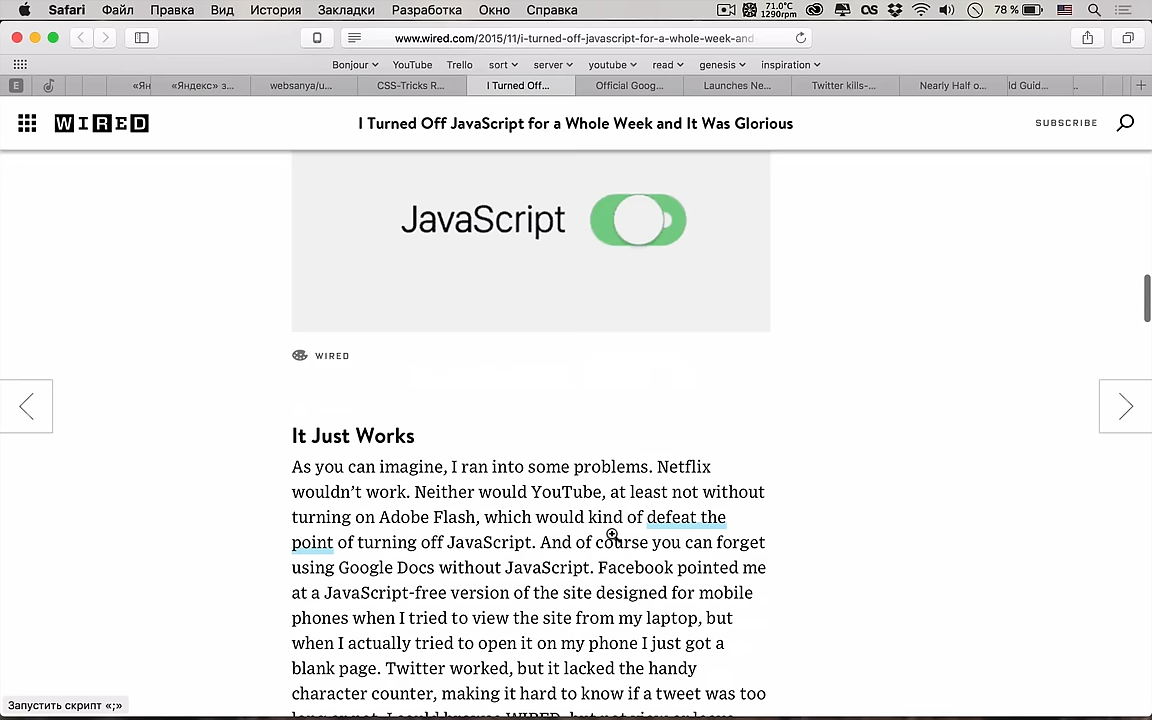 Safari Файл Правка Вид История Закладки Разработка Окно Справка 71.0°C 1290rpm 78 %
www.wired.com/2015/11/i-turned-off-javascript-for-a-whole-week-and-
Bonjour YouTube Trello sort server youtube read genesis inspiration
E «Ян «Яндекс» з... websanya/u... CSS-Tricks R... I Turned Off... Official Goog... Launches Ne... Twitter kills-... Nearly Half o... ld Guid...
WIRED I Turned Off JavaScript for a Whole Week and It Was Glorious SUBSCRIBE
JavaScript
WIRED
It Just Works
As you can imagine, I ran into some problems. Netflix
wouldn’t work. Neither would YouTube, at least not without
turning on Adobe Flash, which would kind of defeat the
point of turning off JavaScript. And of course you can forget
using Google Docs without JavaScript. Facebook pointed me
at a JavaScript-free version of the site designed for mobile
phones when I tried to view the site from my laptop, but
when I actually tried to open it on my phone I just got a
blank page. Twitter worked, but it lacked the handy
character counter, making it hard to know if a tweet was too
Запустить скрипт «;»